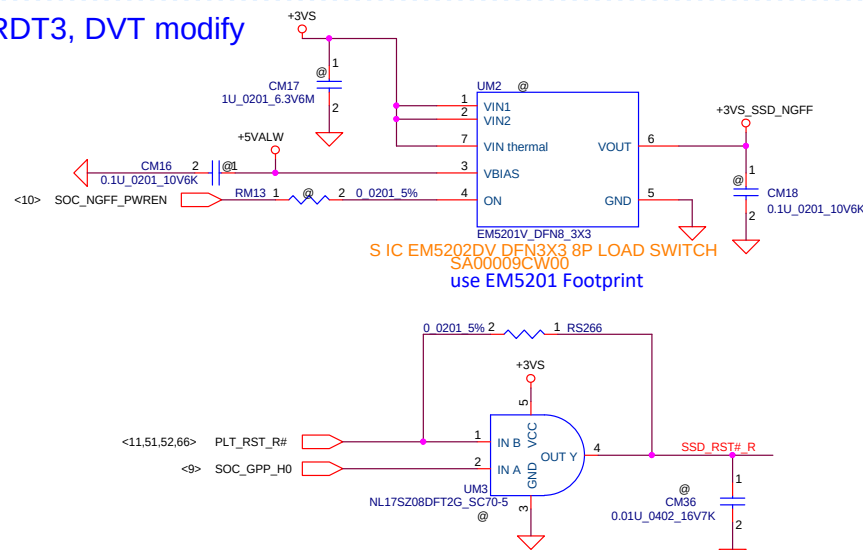 RDT3, DVT modify
+3VS
@
1
CM17
1U_0201_6.3V6M
2
UM2 @
1 VIN1
2 VIN2
7 VIN thermal
VOUT 6
+3VS_SSD_NGFF
+5VALW
CM16 2 @ 1
0.1U_0201_10V6K
3 VBIAS
<10> SOC_NGFF_PWREN
RM13 1 @ 2 0_0201_5%
4 ON
GND 5
1
@
CM18
0.1U_0201_10V6K
2
EM5201V_DFN8_3X3
S IC EM5202DV DFN3X3 8P LOAD SWITCH
SA00009CW00
use EM5201 Footprint
0_0201_5% 2 1 RS266
+3VS
5
<11,51,52,66> PLT_RST_R#
1 IN B
VCC
OUT Y 4
SSD_RST#_R
<9> SOC_GPP_H0
2 IN A
GND
3
UM3
NL17SZ08DFT2G_SC70-5
@
1
@
CM36
0.01U_0402_16V7K
2